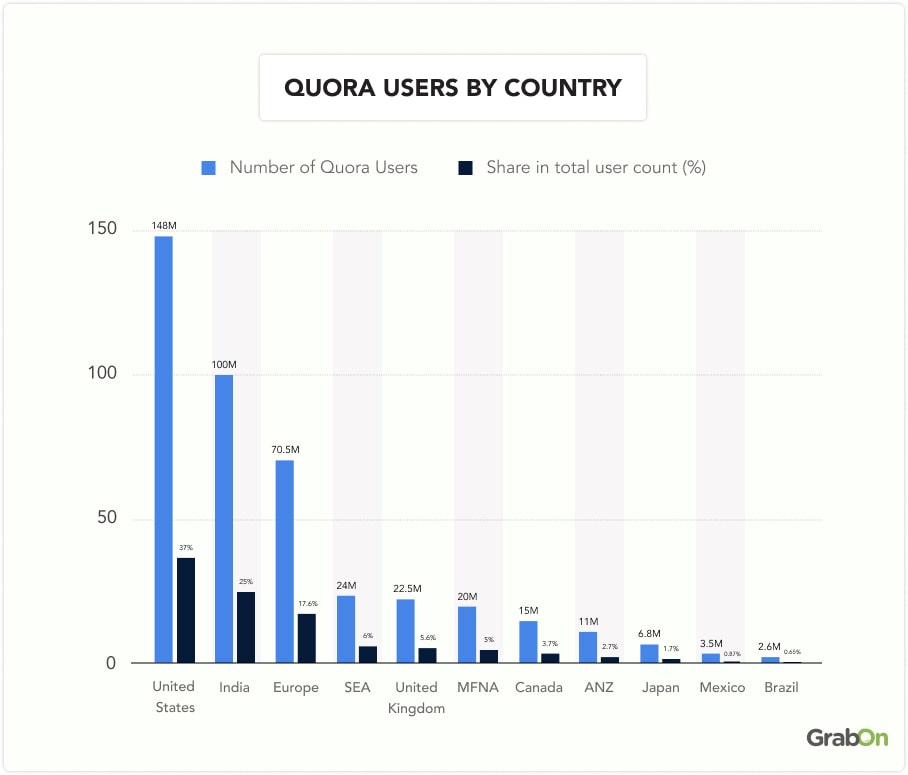 QUORA USERS BY COUNTRY
Number of Quora Users
Share in total user count (%)
150
100
50
0
148M
37%
100M
25%
70.5M
17.6%
24M
6%
22.5M
5.6%
20M
5%
15M
3.7%
11M
2.7%
6.8M
1.7%
3.5M
0.87%
2.6M
0.65%
United
States
India
Europe
SEA
United
Kingdom
MFNA
Canada
ANZ
Japan
Mexico
Brazil
GrabOn